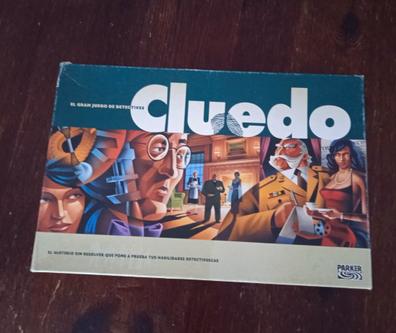 EL GRAN JUEGO DE DETECTIVES
Cluedo
EL MISTERIO SIN RESOLVER QUE PONE A PRUEBA TUS HABILIDADES DETECTIVESCAS
PARKER